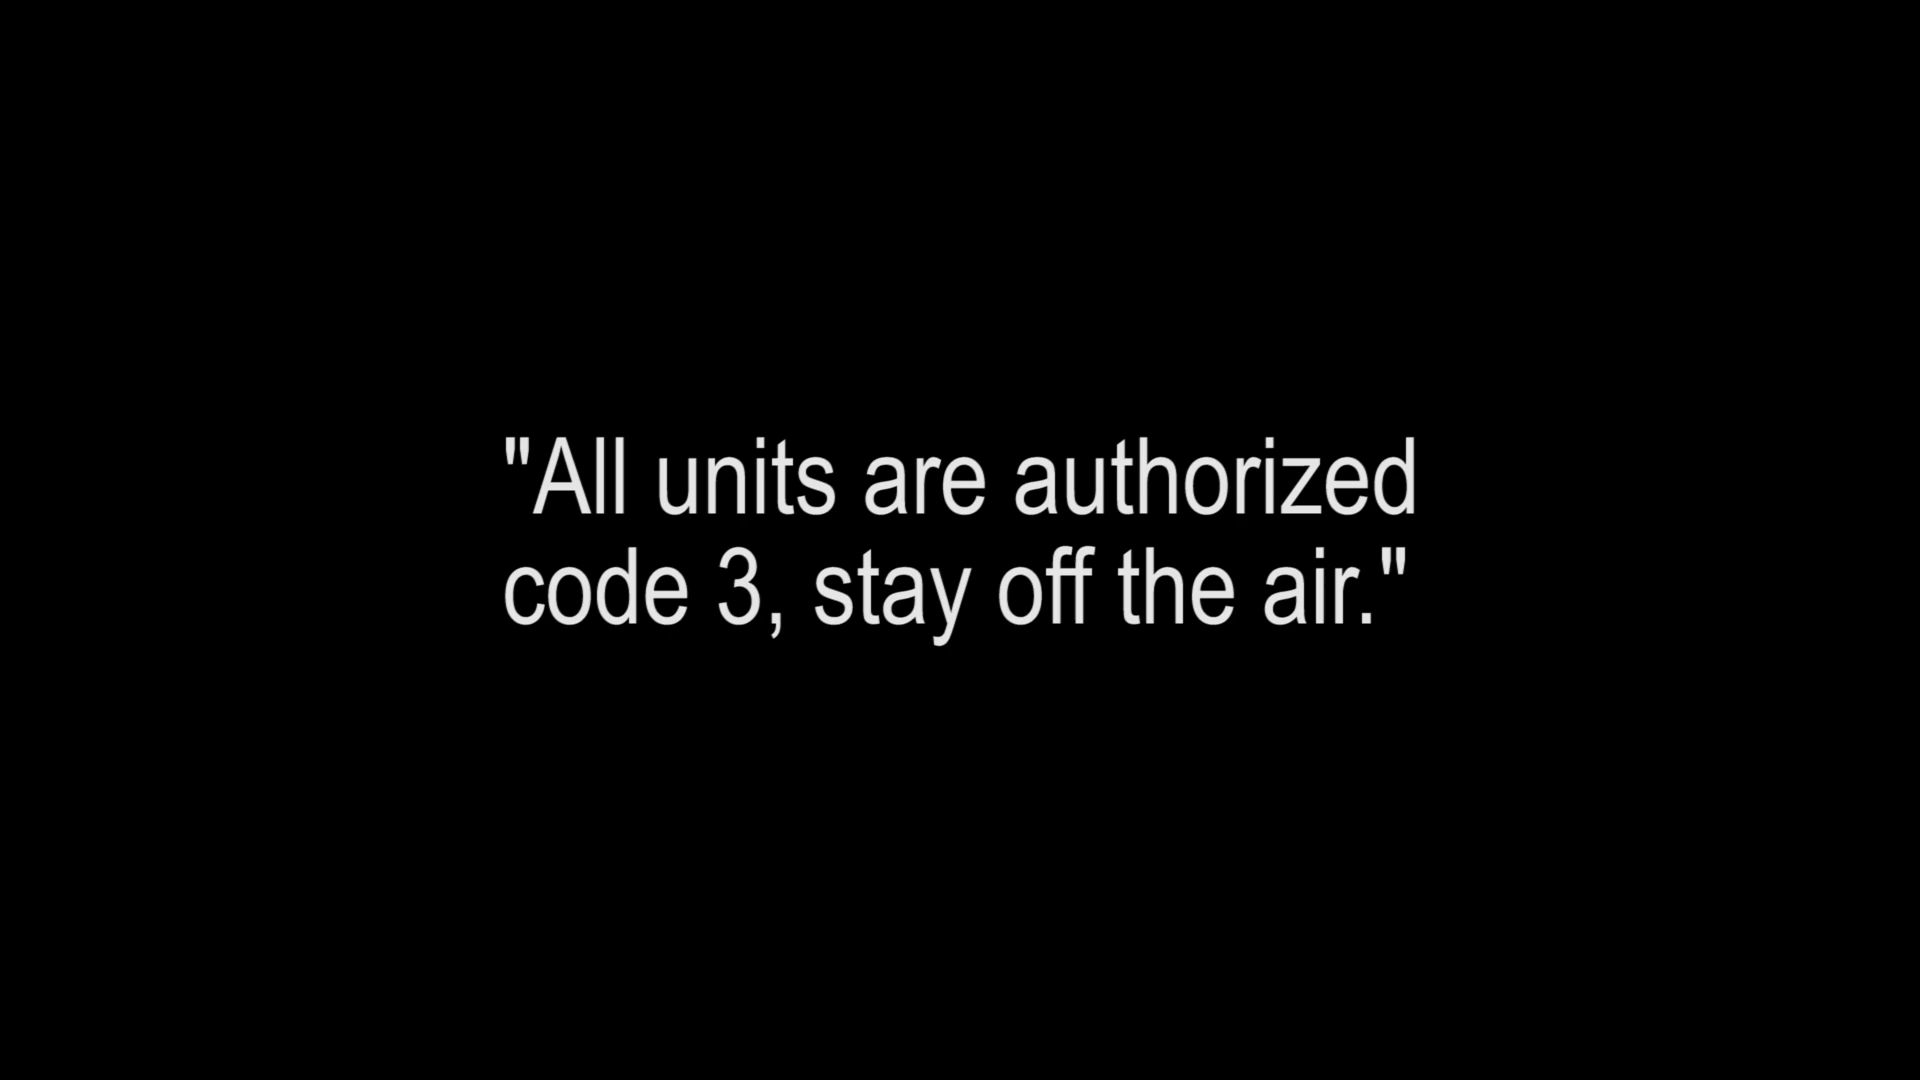 "All units are authorized
code 3, stay off the air."